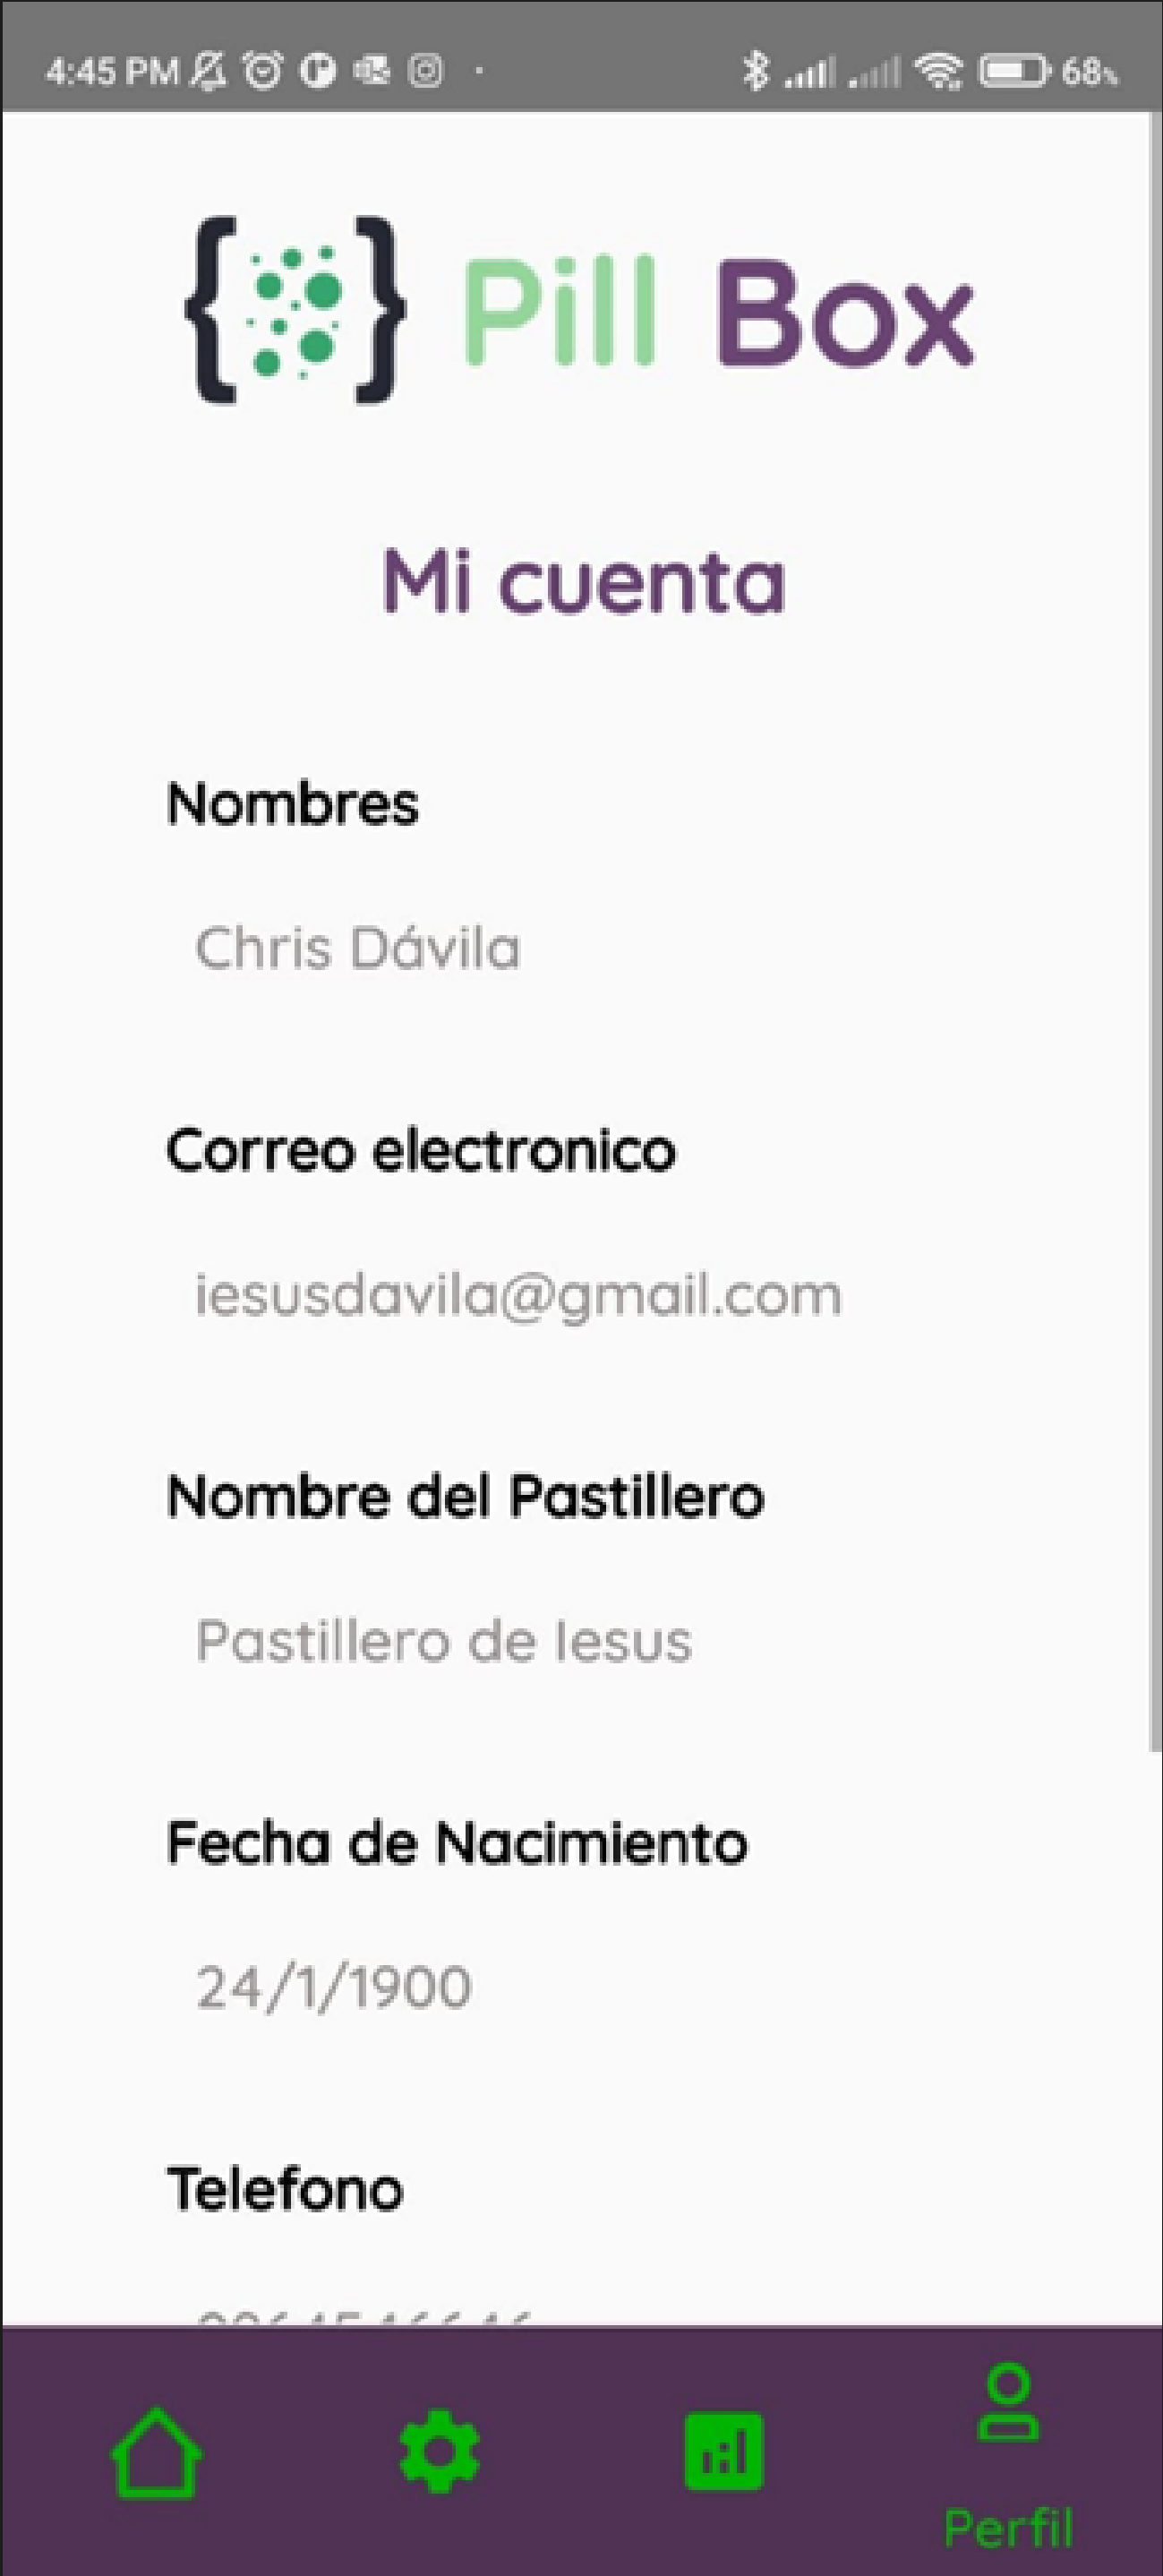 4:45 PM 68%
{ } Pill Box
Mi cuenta
Nombres
Chris Dávila
Correo electronico
iesusdavila@gmail.com
Nombre del Pastillero
Pastillero de Iesus
Fecha de Nacimiento
24/1/1900
Telefono
Perfil